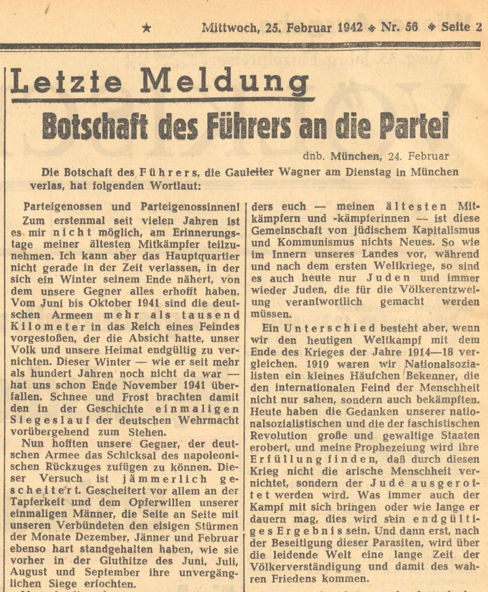 ★ Mittwoch, 25. Februar 1942 ◆ Nr. 56 ◆ Seite 2
Letzte Meldung
Botschaft des Führers an die Partei
dnb. München, 24. Februar
Die Botschaft des Führers, die Gauleiter Wagner am Dienstag in München
verlas, hat folgenden Wortlaut:
Parteigenossen und Parteigenossinnen!
Zum erstenmal seit vielen Jahren ist
es mir nicht möglich, am Erinnerungs-
tage meiner ältesten Mitkämpfer teilzu-
nehmen. Ich kann aber das Hauptquartier
nicht gerade in der Zeit verlassen, in der
sich ein Winter seinem Ende nähert, von
dem unsere Gegner alles erhofft haben.
Vom Juni bis Oktober 1941 sind die deut-
schen Armeen mehr als tausend
Kilometer in das Reich eines Feindes
vorgestoßen, der die Absicht hatte, unser
Volk und unsere Heimat endgültig zu ver-
nichten. Dieser Winter — wie er seit mehr
als hundert Jahren noch nicht da war —
hat uns schon Ende November 1941 über-
fallen. Schnee und Frost brachten damit
den in der Geschichte einmaligen
Siegeslauf der deutschen Wehrmacht
vorübergehend zum Stehen.
Nun hofften unsere Gegner, der deut-
schen Armee das Schicksal des napoleoni-
schen Rückzuges zufügen zu können. Die-
ser Versuch ist jämmerlich ge-
scheitert. Gescheitert vor allem an der
Tapferkeit und dem Opferwillen unserer
einmaligen Männer, die Seite an Seite mit
unseren Verbündeten den eisigen Stürmen
der Monate Dezember, Jänner und Februar
ebenso hart standgehalten haben, wie sie
vorher in der Gluthitze des Juni, Juli,
August und September ihre unvergäng-
lichen Siege erfochten.
ders euch — meinen ältesten Mit-
kämpfern und -kämpferinnen — ist diese
Gemeinschaft von jüdischem Kapitalismus
und Kommunismus nichts Neues. So wie
im Innern unseres Landes vor, während
und nach dem ersten Weltkriege, so sind
es auch heute nur Juden und immer
wieder Juden, die für die Völkerentzwei-
ung verantwortlich gemacht werden
müssen.
Ein Unterschied besteht aber, wenn
wir den heutigen Weltkampf mit dem
Ende des Krieges der Jahre 1914—18 ver-
gleichen. 1919 waren wir Nationalsozia-
listen ein kleines Häufchen Bekenner, die
den internationalen Feind der Menschheit
nicht nur sahen, sondern auch bekämpften.
Heute haben die Gedanken unserer natio-
nalsozialistischen und die der faschistischen
Revolution große und gewaltige Staaten
erobert, und meine Prophezeiung wird ihre
Erfüllung finden, daß durch diesen
Krieg nicht die arische Menschheit ver-
nichtet, sondern der Jude ausgerot-
tet werden wird. Was immer auch der
Kampf mit sich bringen oder wie lange er
dauern mag, dies wird sein endgülti-
ges Ergebnis sein. Und dann erst, nach
der Beseitigung dieser Parasiten, wird über
die leidende Welt eine lange Zeit der
Völkerverständigung und damit des wah-
ren Friedens kommen.